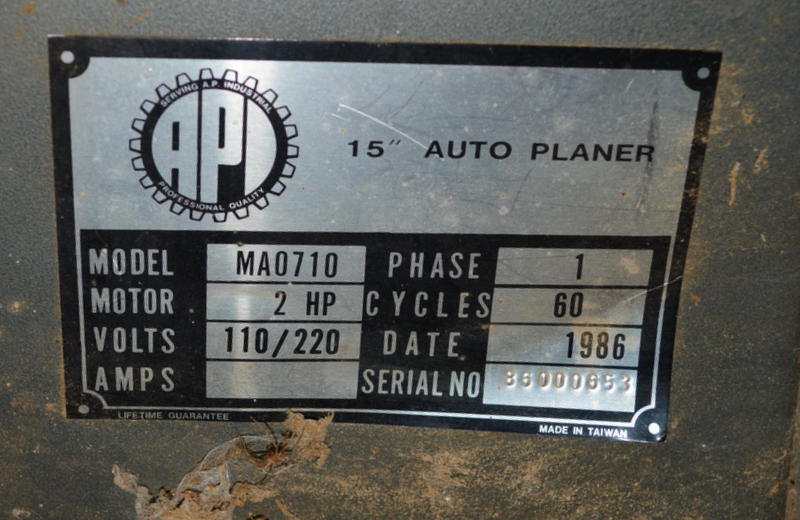 SERVING A.P. INDUSTRIAL
API
PROFESSIONAL QUALITY
15" AUTO PLANER
MODEL MA0710 PHASE 1
MOTOR 2 HP CYCLES 60
VOLTS 110/220 DATE 1986
AMPS SERIAL NO 86000653
LIFETIME GUARANTEE
MADE IN TAIWAN